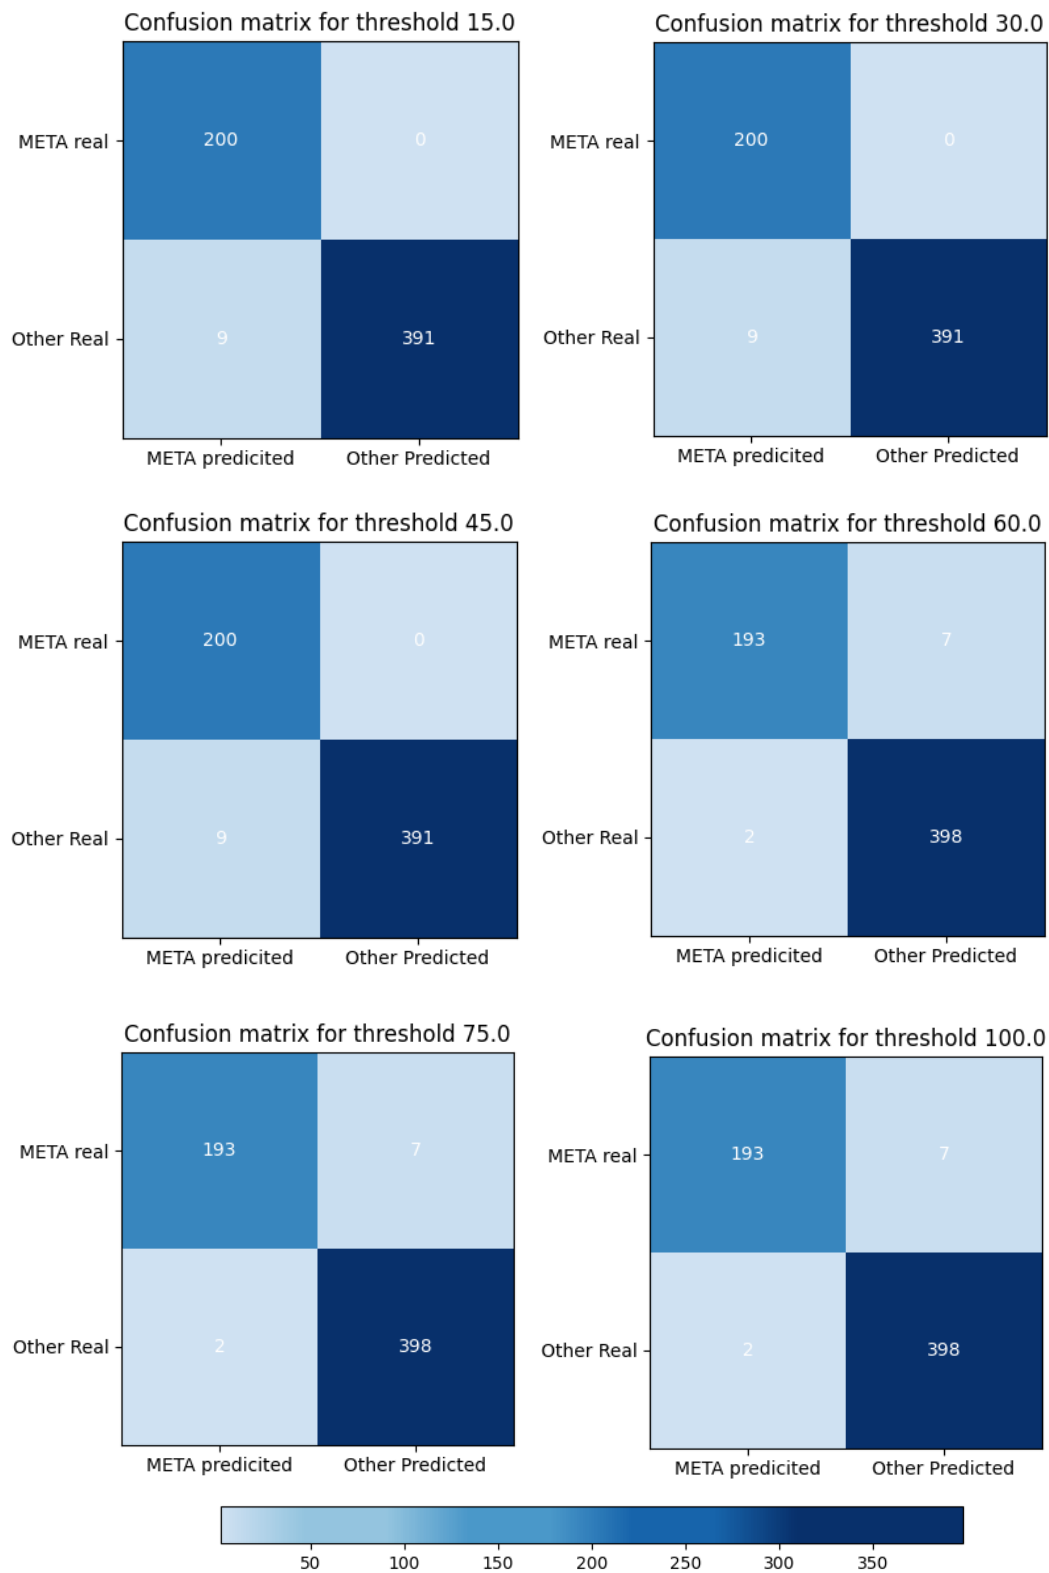 Confusion matrix for threshold 15.0
META real
200
0
Other Real
9
391
META predicited
Other Predicted
Confusion matrix for threshold 30.0
META real
200
0
Other Real
9
391
META predicited
Other Predicted
Confusion matrix for threshold 45.0
META real
200
0
Other Real
9
391
META predicited
Other Predicted
Confusion matrix for threshold 60.0
META real
193
7
Other Real
2
398
META predicited
Other Predicted
Confusion matrix for threshold 75.0
META real
193
7
Other Real
2
398
META predicited
Other Predicted
Confusion matrix for threshold 100.0
META real
193
7
Other Real
2
398
META predicited
Other Predicted
50 100 150 200 250 300 350